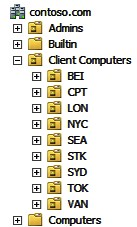 contoso.com
Admins
Builtin
Client Computers
BEI
CPT
LON
NYC
SEA
STK
SYD
TOK
VAN
Computers